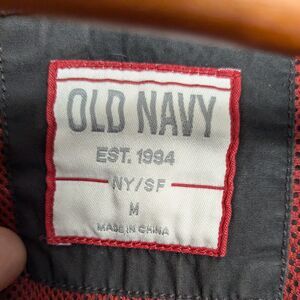 OLD NAVY
EST. 1994
NY/SF
M
MADE IN CHINA